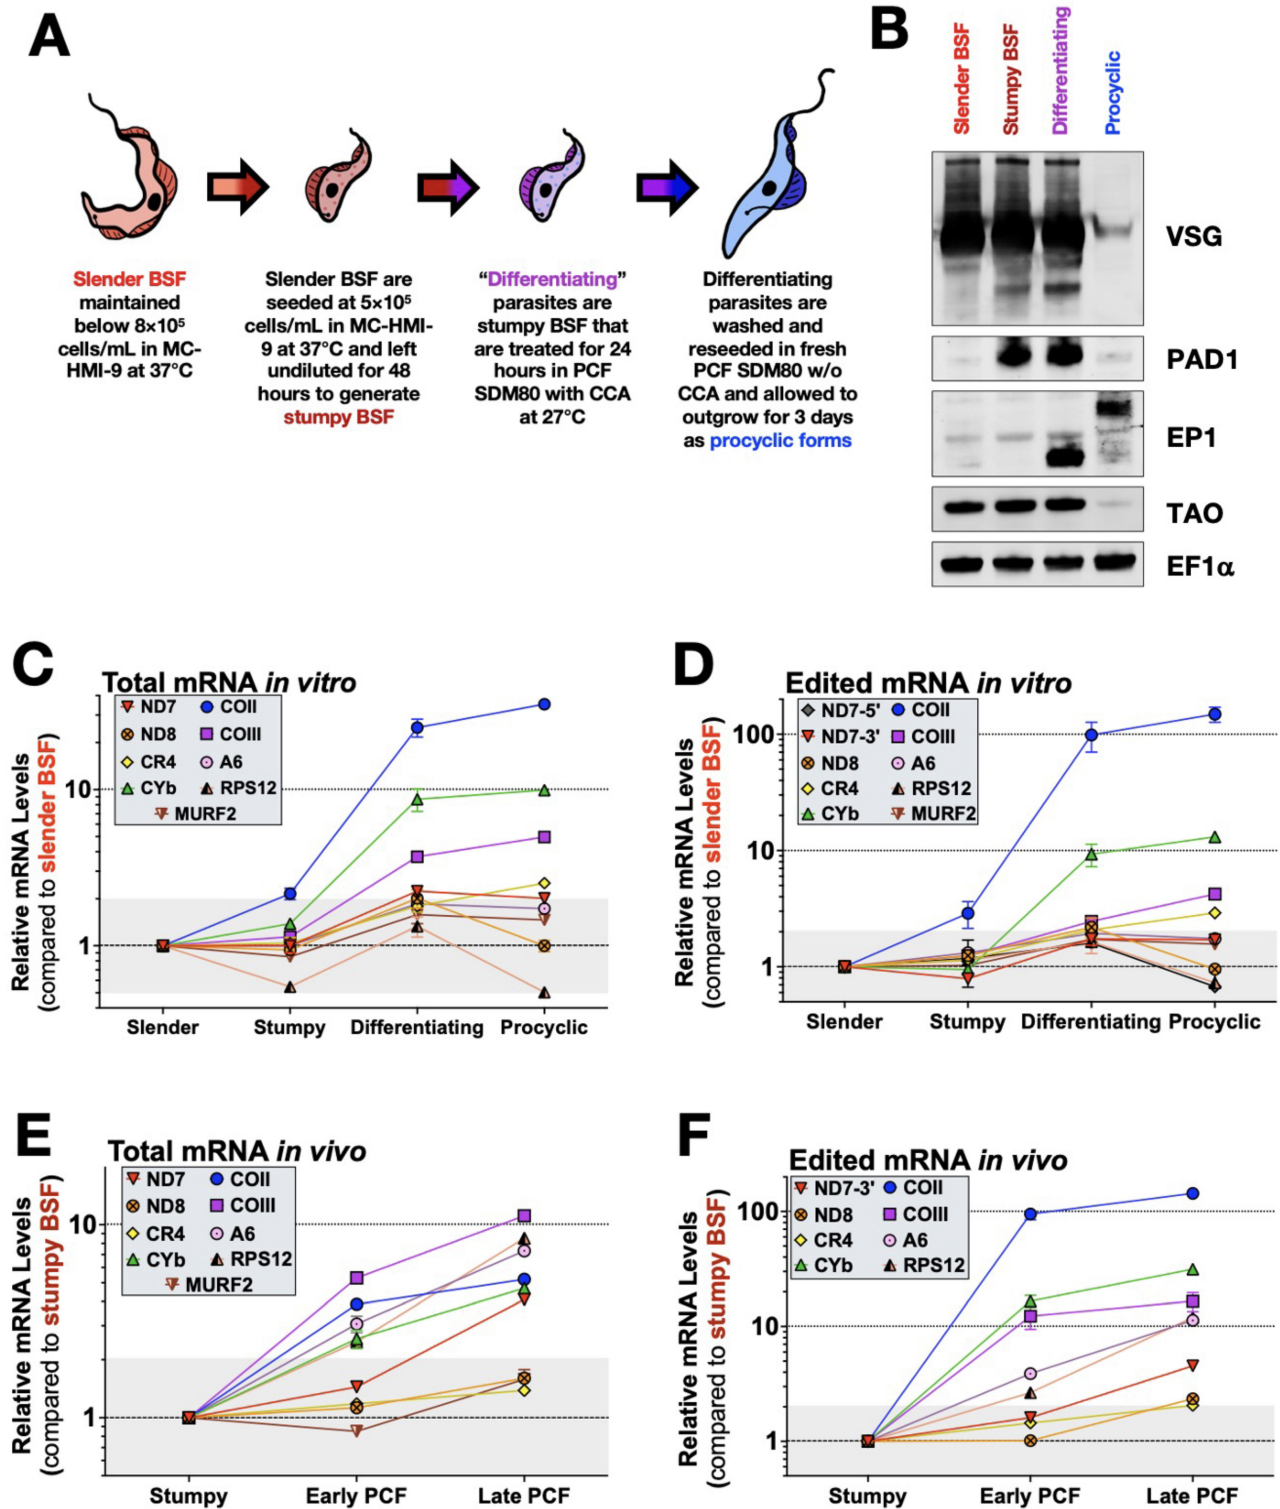 A
Slender BSF
maintained
below 8×10⁵
cells/mL in MC-
HMI-9 at 37°C
Slender BSF are
seeded at 5×10⁵
cells/mL in MC-HMI-
9 at 37°C and left
undiluted for 48
hours to generate
stumpy BSF
“Differentiating”
parasites are
stumpy BSF that
are treated for 24
hours in PCF
SDM80 with CCA
at 27°C
Differentiating
parasites are
washed and
reseeded in fresh
PCF SDM80 w/o
CCA and allowed to
outgrow for 3 days
as procyclic forms
B
Slender BSF
Stumpy BSF
Differentiating
Procyclic
VSG
PAD1
EP1
TAO
EF1α
C
Total mRNA in vitro
Relative mRNA Levels
(compared to slender BSF)
ND7 COII
ND8 COIII
CR4 A6
CYb RPS12
MURF2
10
1
Slender Stumpy Differentiating Procyclic
D
Edited mRNA in vitro
Relative mRNA Levels
(compared to slender BSF)
ND7-5' COII
ND7-3' COIII
ND8 A6
CR4 RPS12
CYb MURF2
100
10
1
Slender Stumpy Differentiating Procyclic
E
Total mRNA in vivo
Relative mRNA Levels
(compared to stumpy BSF)
ND7 COII
ND8 COIII
CR4 A6
CYb RPS12
MURF2
10
1
Stumpy Early PCF Late PCF
F
Edited mRNA in vivo
Relative mRNA Levels
(compared to stumpy BSF)
ND7-3' COII
ND8 COIII
CR4 A6
CYb RPS12
100
10
1
Stumpy Early PCF Late PCF